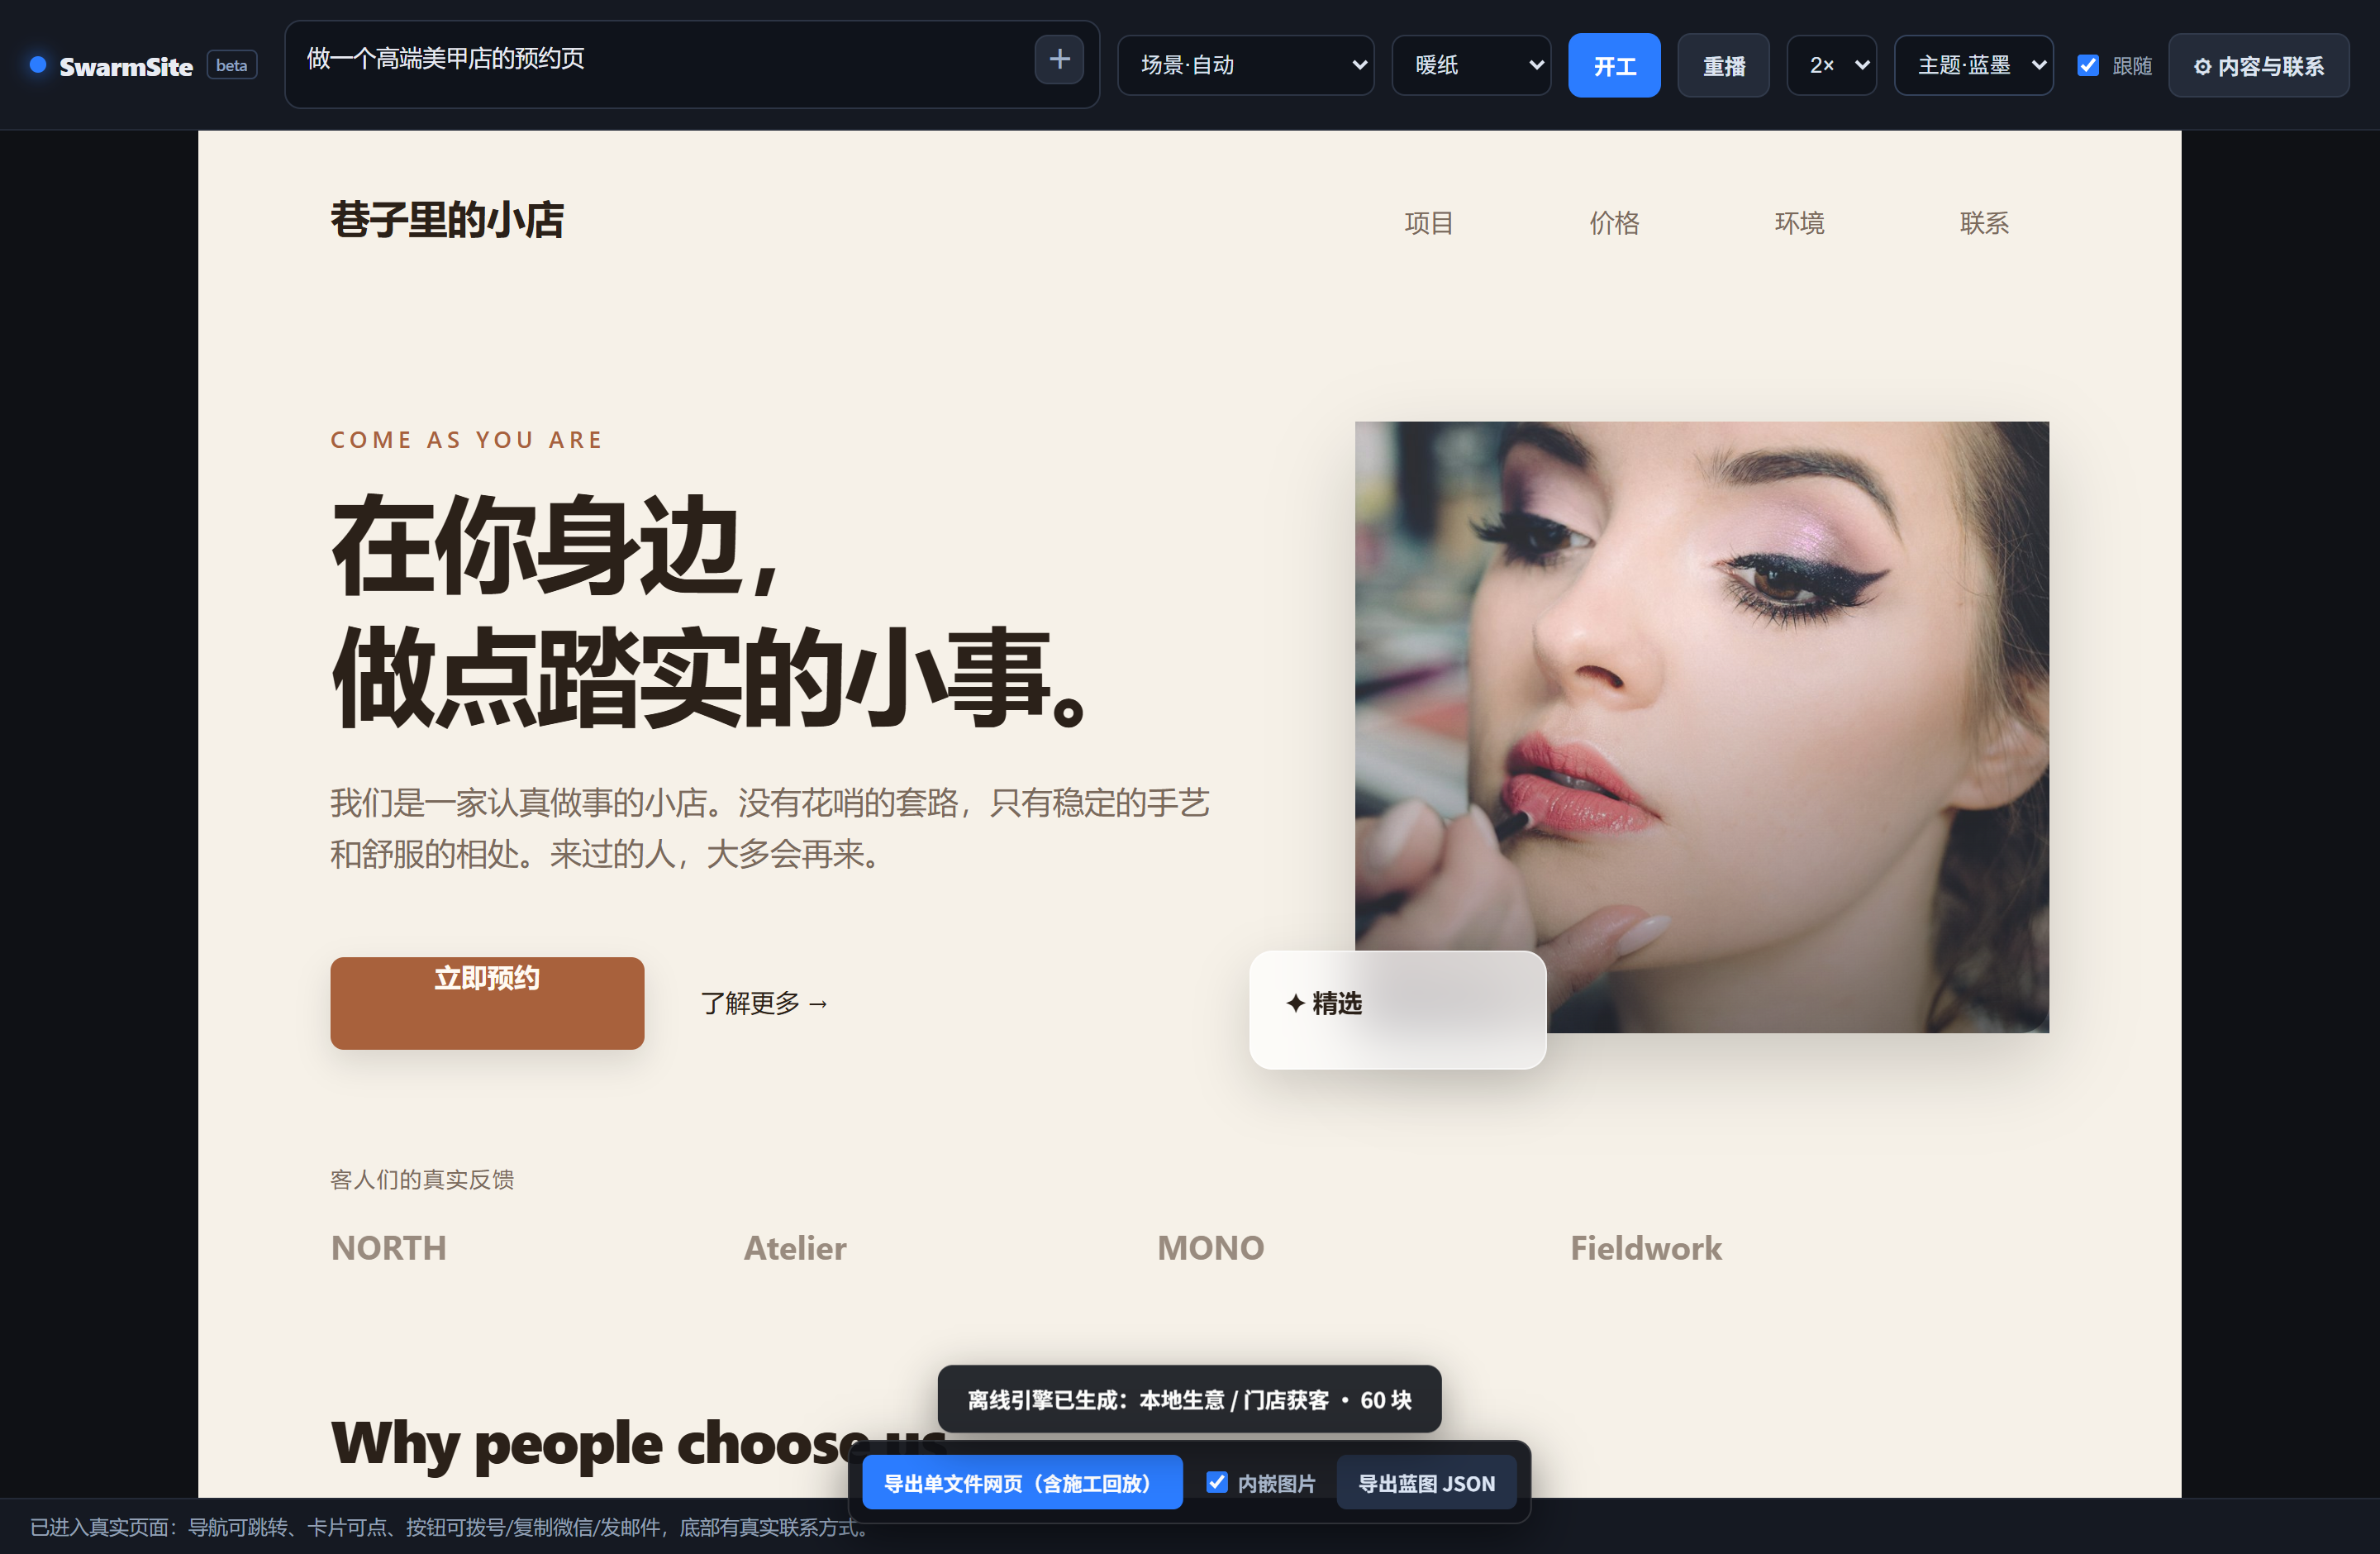 SwarmSite beta
做一个高端美甲店的预约页
+
场景·自动
暖纸
开工
重播
2×
主题·蓝墨
跟随
⚙ 内容与联系
巷子里的小店
项目
价格
环境
联系
COME AS YOU ARE
在你身边，
做点踏实的小事。
我们是一家认真做事的小店。没有花哨的套路，只有稳定的手艺
和舒服的相处。来过的人，大多会再来。
立即预约
了解更多 →
✦ 精选
客人们的真实反馈
NORTH
Atelier
MONO
Fieldwork
离线引擎已生成：本地生意 / 门店获客 · 60 块
Why people choose us
导出单文件网页（含施工回放）
内嵌图片
导出蓝图 JSON
已进入真实页面：导航可跳转、卡片可点、按钮可拨号/复制微信/发邮件，底部有真实联系方式。